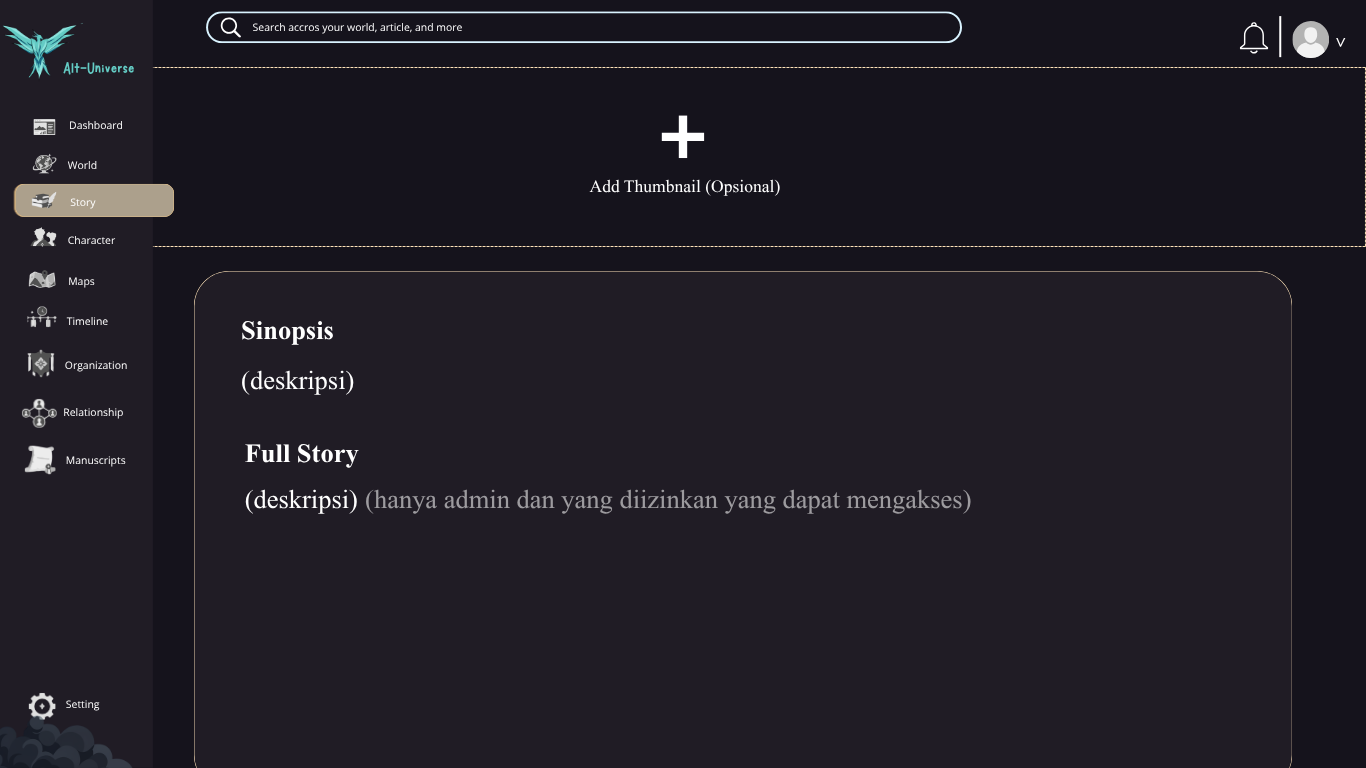 Search accros your world, article, and more
v
Alt-Universe
Dashboard
World
Story
Character
Maps
Timeline
Organization
Relationship
Manuscripts
Setting
Add Thumbnail (Opsional)
Sinopsis
(deskripsi)
Full Story
(deskripsi) (hanya admin dan yang diizinkan yang dapat mengakses)